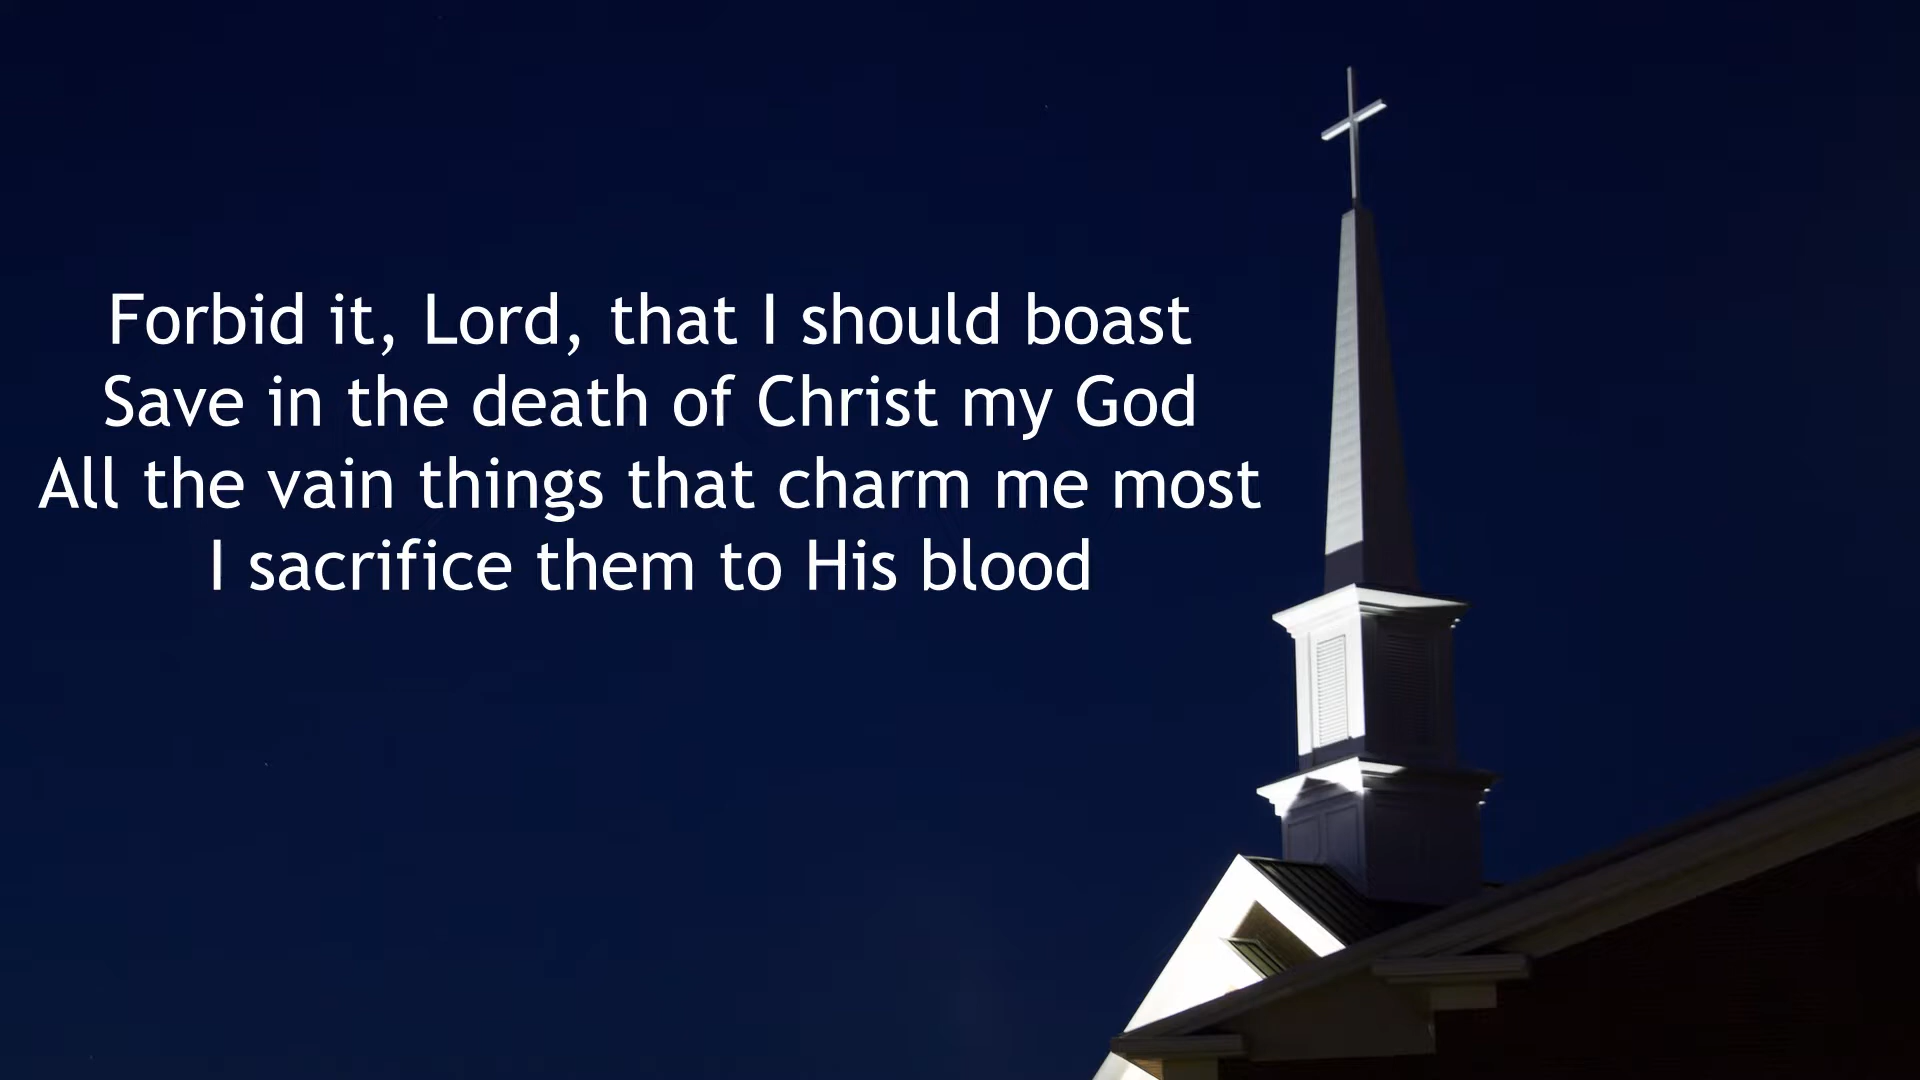 Forbid it, Lord, that I should boast
Save in the death of Christ my God
All the vain things that charm me most
I sacrifice them to His blood